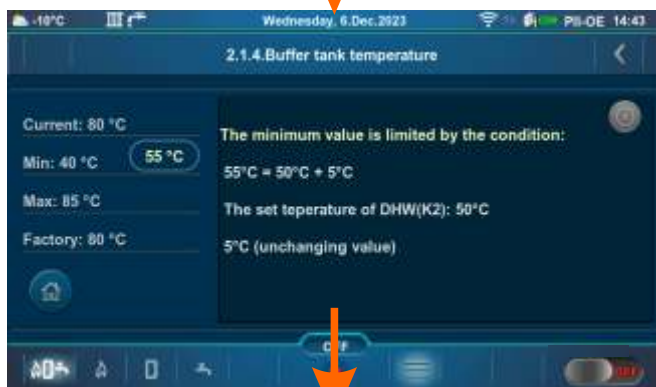 -10°C Wednesday, 6.Dec.2023 PII-OE 14:43
2.1.4.Buffer tank temperature
Current: 80 °C
Min: 40 °C 55 °C
Max: 85 °C
Factory: 80 °C
The minimum value is limited by the condition:
55°C = 50°C + 5°C
The set teperature of DHW(K2): 50°C
5°C (unchanging value)
OFF